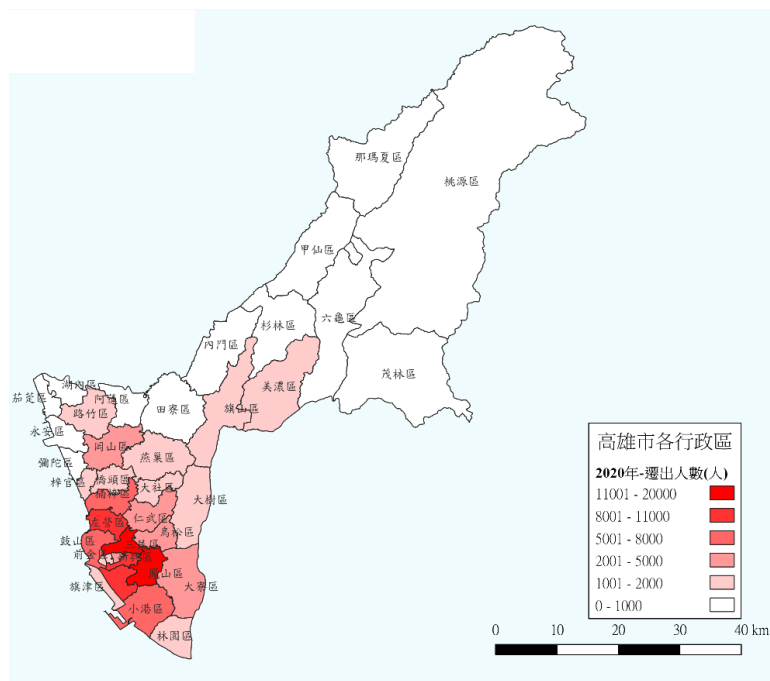 那瑪夏區
桃源區
甲仙區
六龜區
杉林區
內門區
茂林區
美濃區
湖內區
茄萣區
阿蓮區
田寮區
旗山區
路竹區
永安區
岡山區
燕巢區
彌陀區
橋頭區
梓官區
楠梓區
大社區
大樹區
左營區
仁武區
鳥松區
鼓山區
三民區
前金區
鳳山區
旗津區
大寮區
小港區
林園區
高雄市各行政區
2020年-遷出人數(人)
11001 - 20000
8001 - 11000
5001 - 8000
2001 - 5000
1001 - 2000
0 - 1000
0 10 20 30 40 km